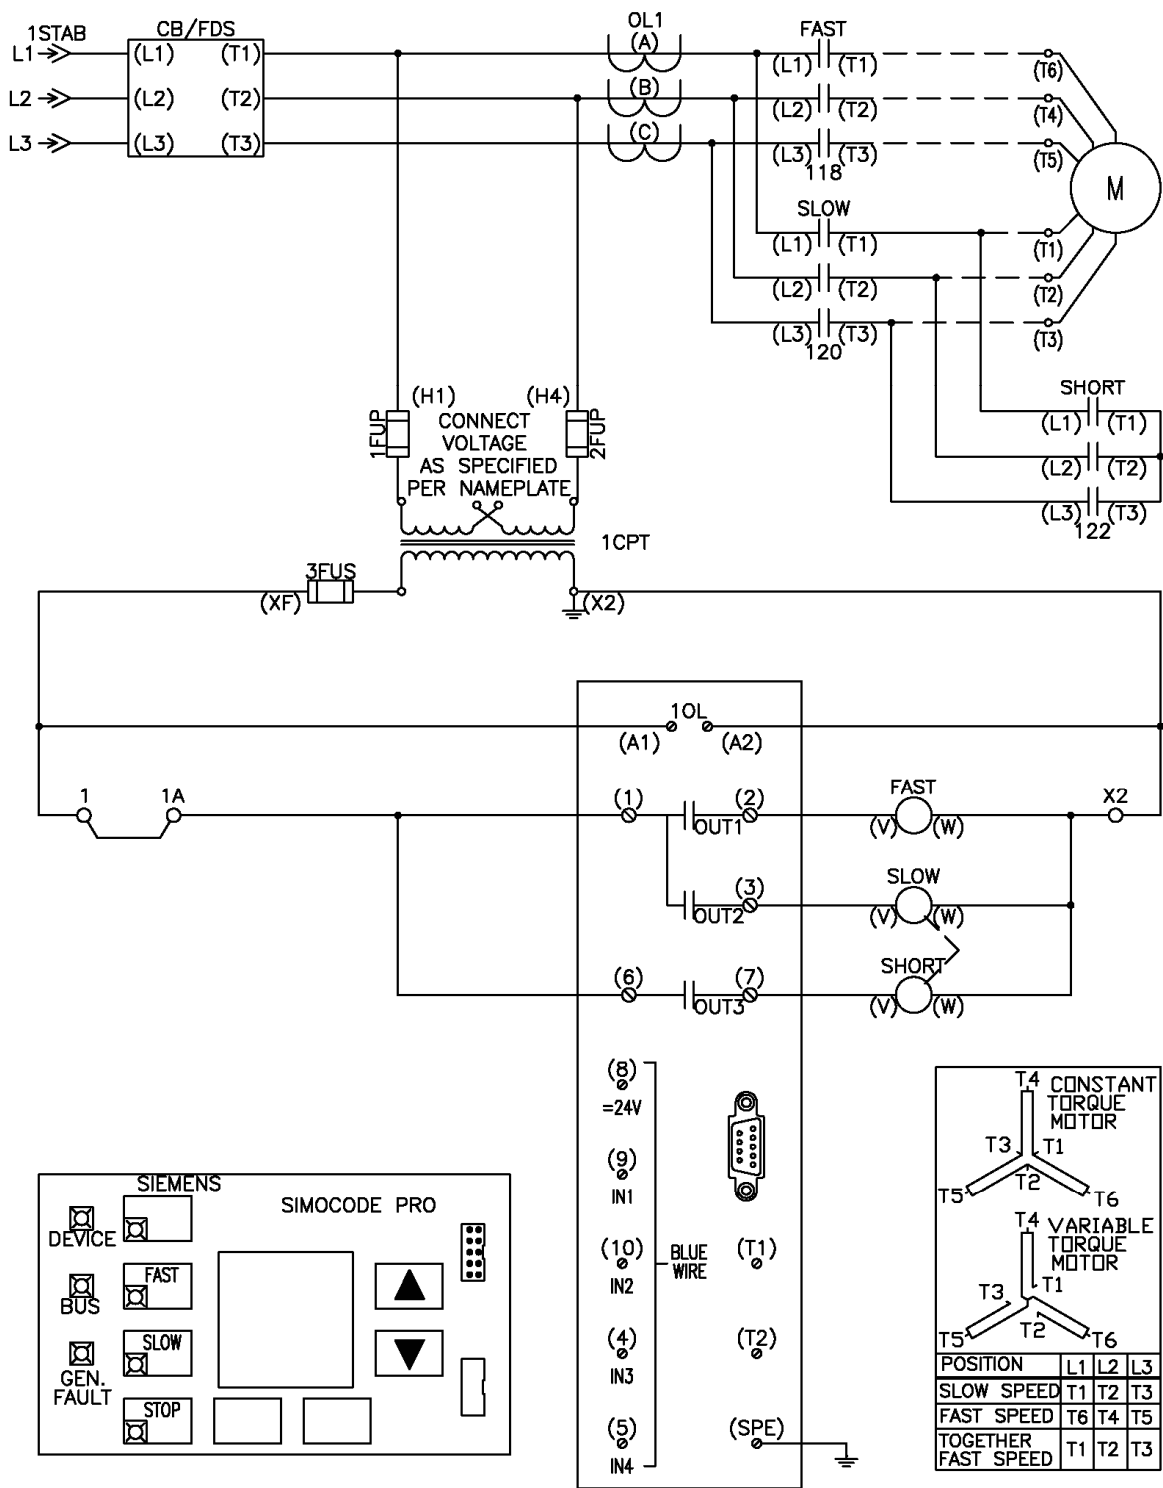 1STAB
CB/FDS
OL1
FAST
L1 (L1) (T1) (A) (L1) (T1) (T6)
L2 (L2) (T2) (B) (L2) (T2) (T4)
L3 (L3) (T3) (C) (L3) (T3) (T5)
118
M
SLOW
(L1) (T1) (T1)
(L2) (T2) (T2)
(L3) (T3) (T3)
120
SHORT
(L1) (T1)
(L2) (T2)
(L3) (T3)
122
(H1) (H4)
1FUP
2FUP
CONNECT
VOLTAGE
AS SPECIFIED
PER NAMEPLATE
1CPT
3FUS
(XF) (X2)
1OL
(A1) (A2)
1 1A (1) (2) FAST X2
OUT1 (V) (W)
(3) SLOW
OUT2 (V) (W)
(6) (7) SHORT
OUT3 (V) (W)
(8)
=24V
(9)
IN1
(10)
IN2
(4)
IN3
(5)
IN4
BLUE
WIRE
(T1)
(T2)
(SPE)
SIEMENS
SIMOCODE PRO
DEVICE
BUS
GEN.
FAULT
FAST
SLOW
STOP
T4 CONSTANT
TORQUE
MOTOR
T3 T1
T2
T5 T6
T4 VARIABLE
TORQUE
MOTOR
T3 T1
T2
T5 T6
POSITION L1 L2 L3
SLOW SPEED T1 T2 T3
FAST SPEED T6 T4 T5
TOGETHER
FAST SPEED T1 T2 T3